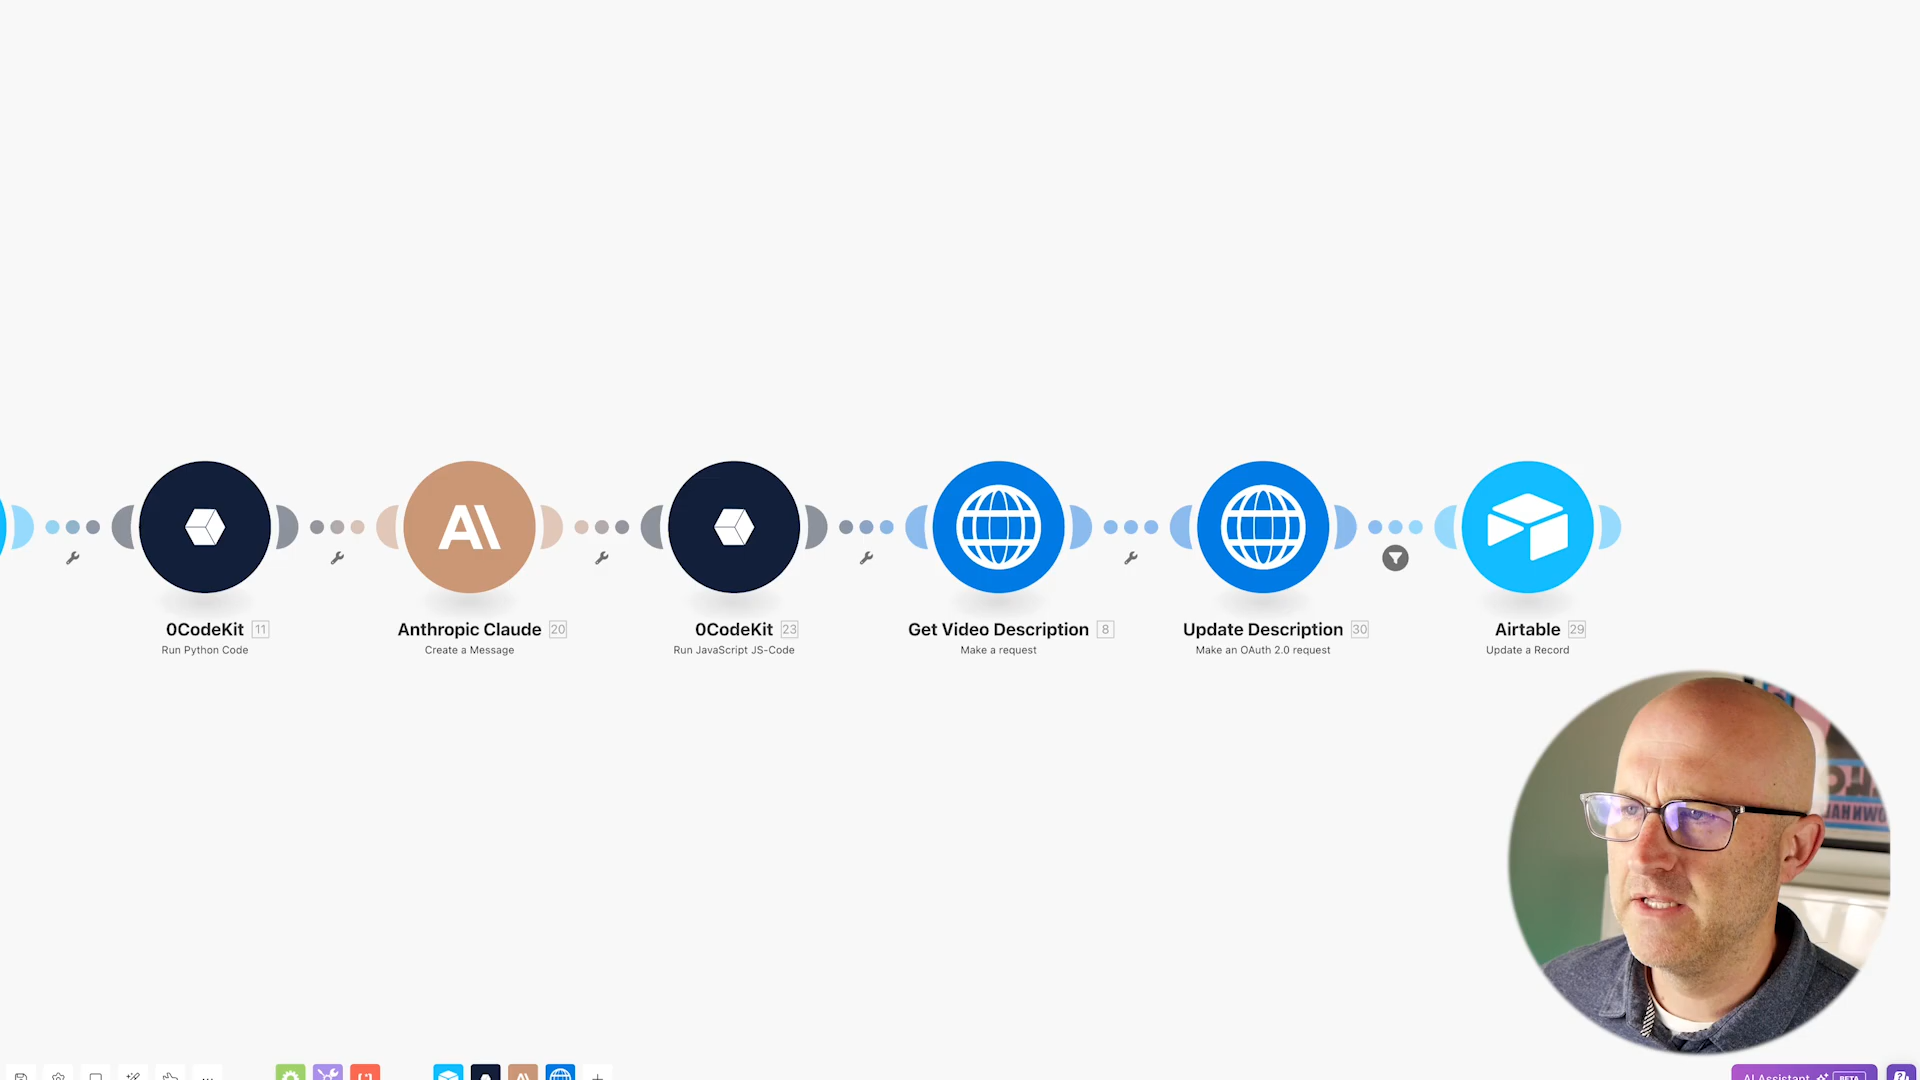 0CodeKit 11
Run Python Code
Anthropic Claude 20
Create a Message
0CodeKit 23
Run JavaScript JS-Code
Get Video Description 8
Make a request
Update Description 30
Make an OAuth 2.0 request
Airtable 29
Update a Record
AI Assistant BETA